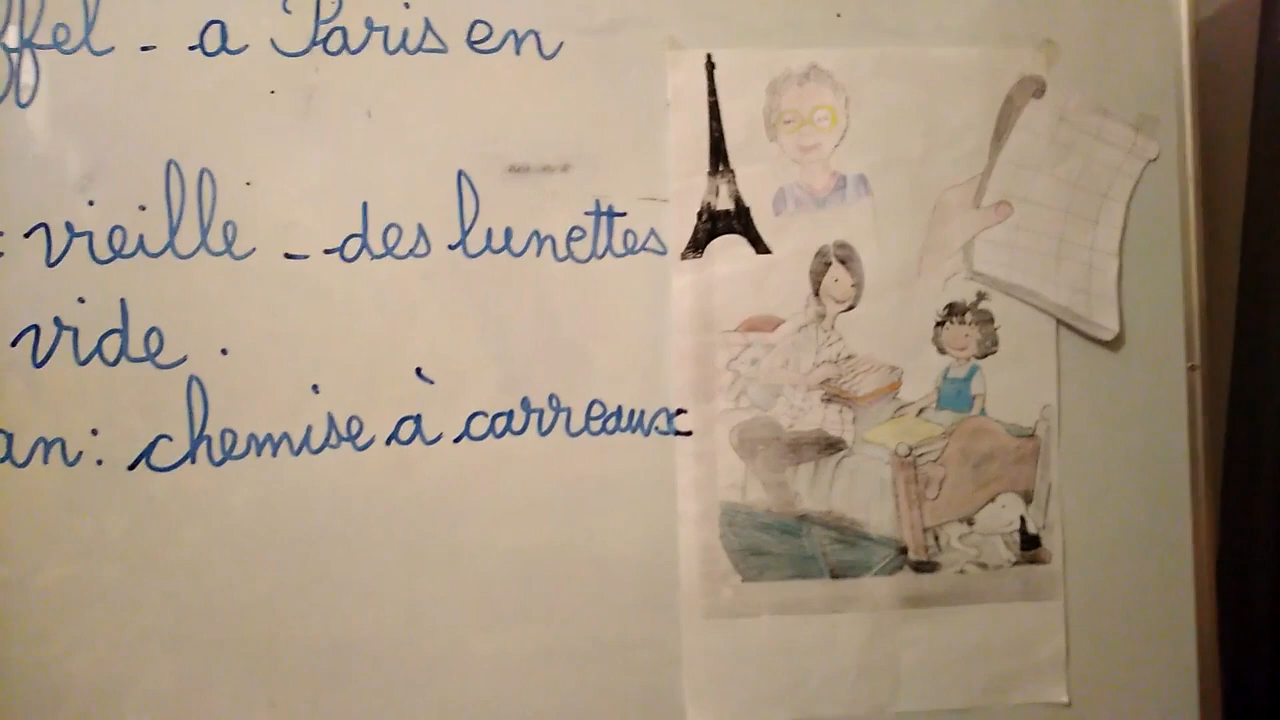 ffel - a Paris en
: vieille - des lunettes
vide.
an: chemise à carreaux